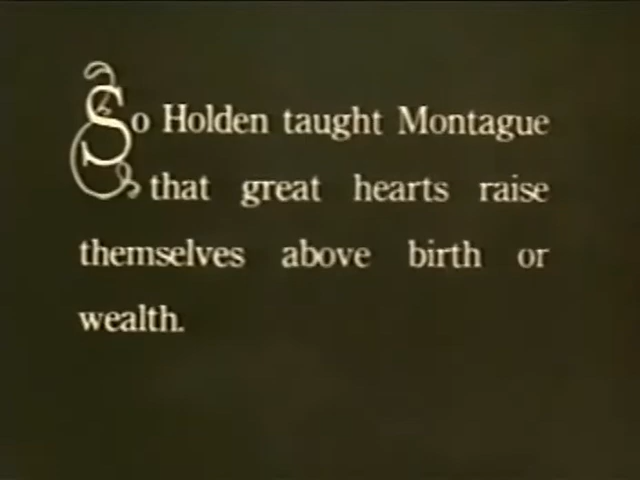 So Holden taught Montague
that great hearts raise
themselves above birth or
wealth.